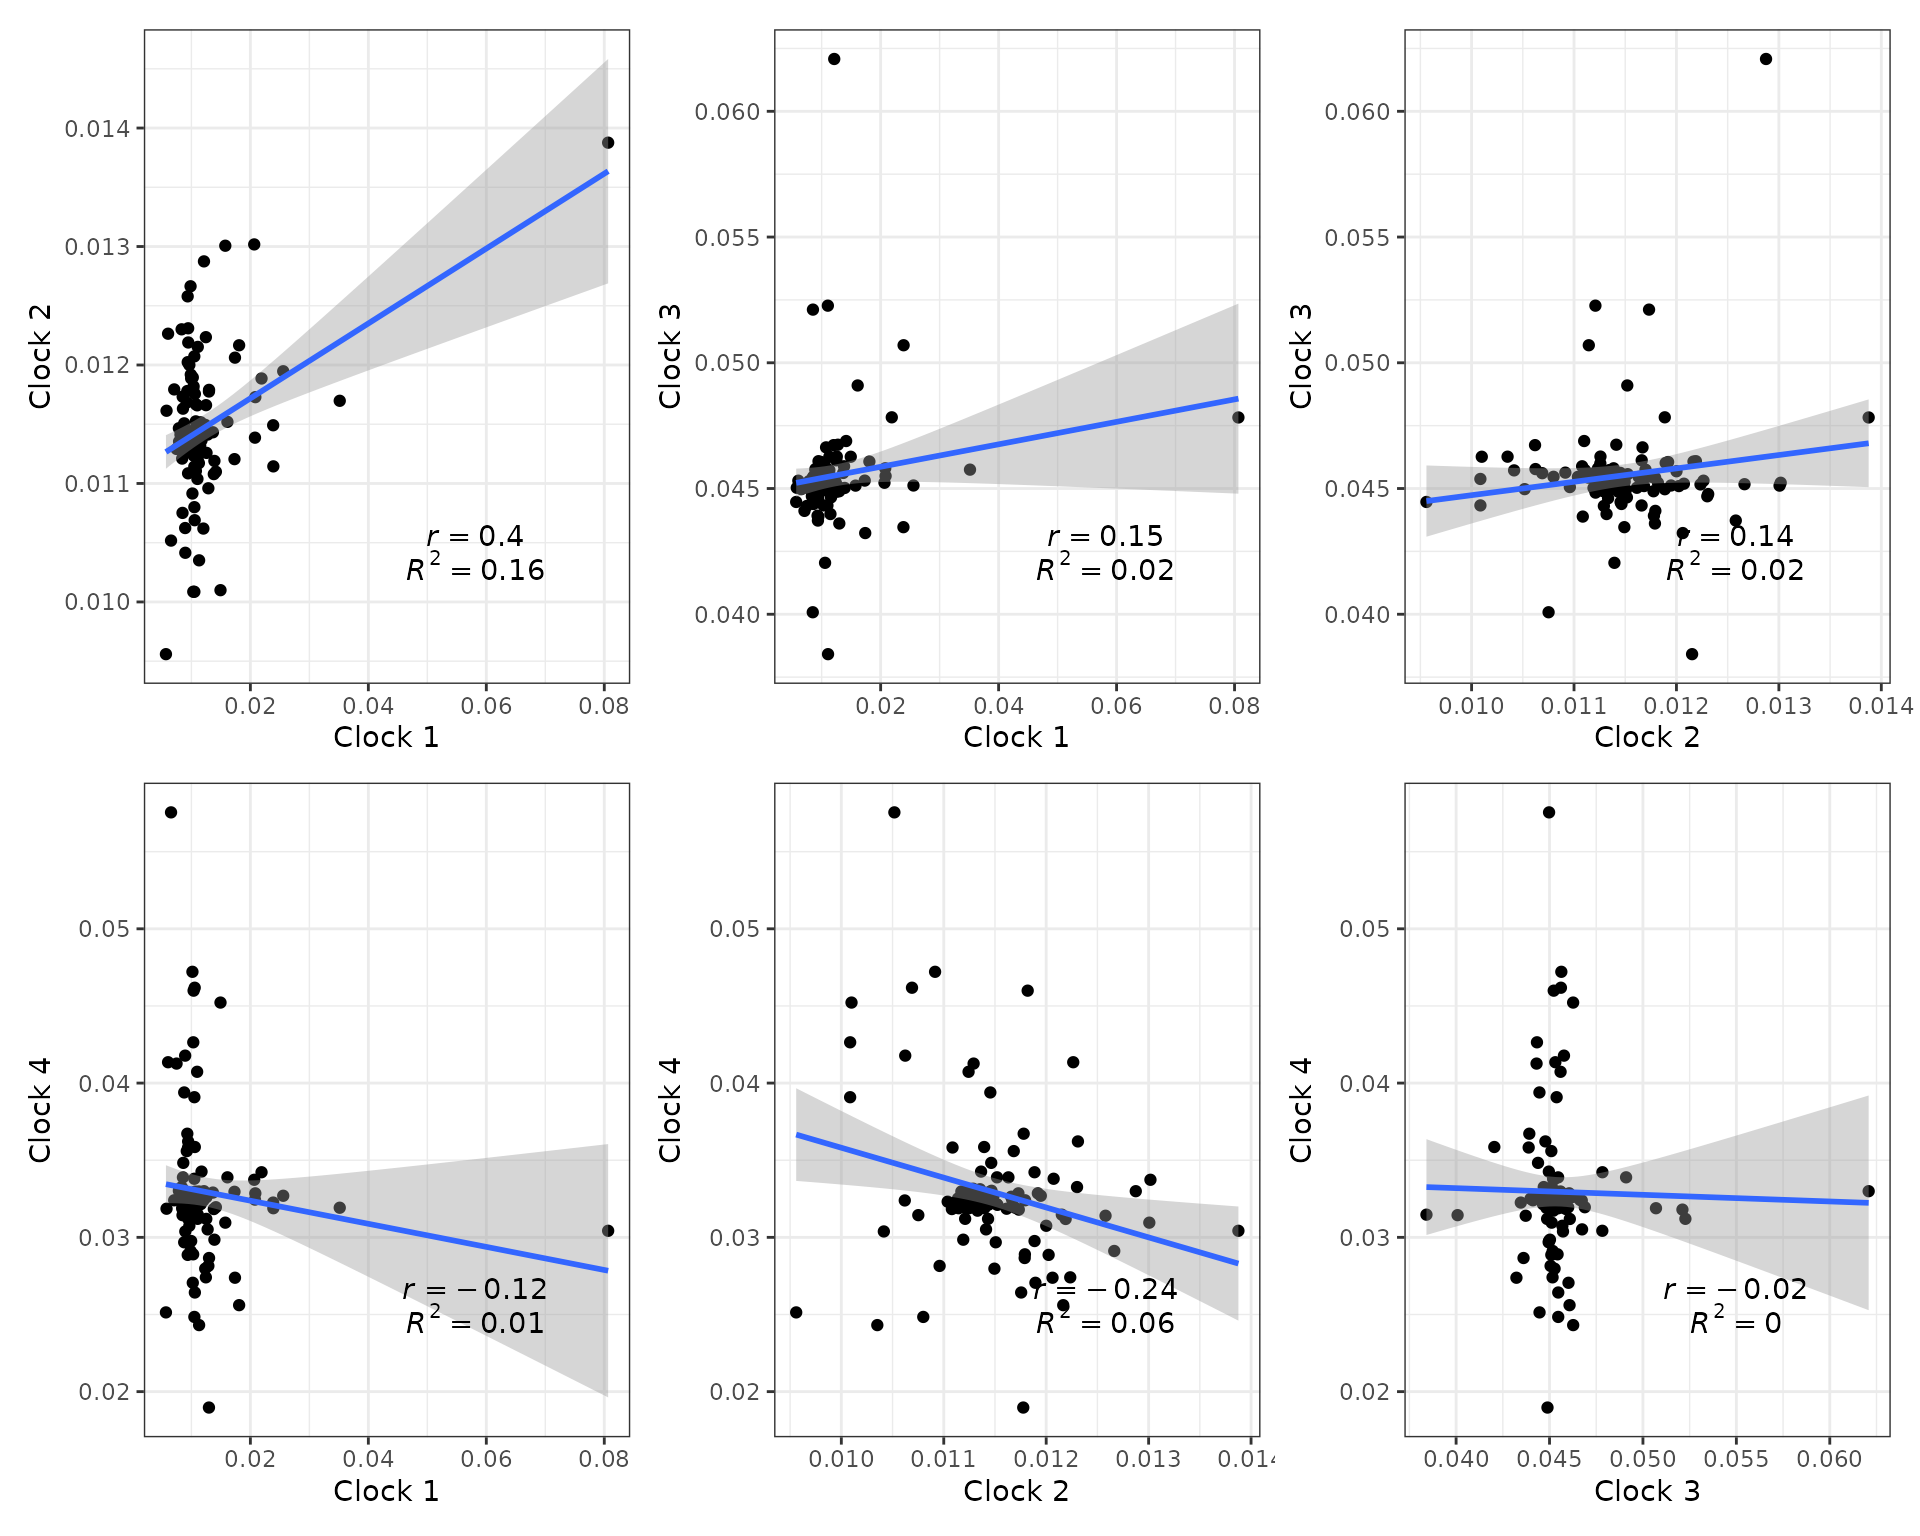 Clock 2
0.014
0.013
0.012
0.011
0.010
r = 0.4
R² = 0.16
0.02 0.04 0.06 0.08
Clock 1
Clock 3
0.060
0.055
0.050
0.045
0.040
r = 0.15
R² = 0.02
0.02 0.04 0.06 0.08
Clock 1
Clock 3
0.060
0.055
0.050
0.045
0.040
r = 0.14
R² = 0.02
0.010 0.011 0.012 0.013 0.014
Clock 2
Clock 4
0.05
0.04
0.03
0.02
r = −0.12
R² = 0.01
0.02 0.04 0.06 0.08
Clock 1
Clock 4
0.05
0.04
0.03
0.02
r = −0.24
R² = 0.06
0.010 0.011 0.012 0.013
Clock 2
Clock 4
0.05
0.04
0.03
0.02
r = −0.02
R² = 0
0.040 0.045 0.050 0.055 0.060
Clock 3